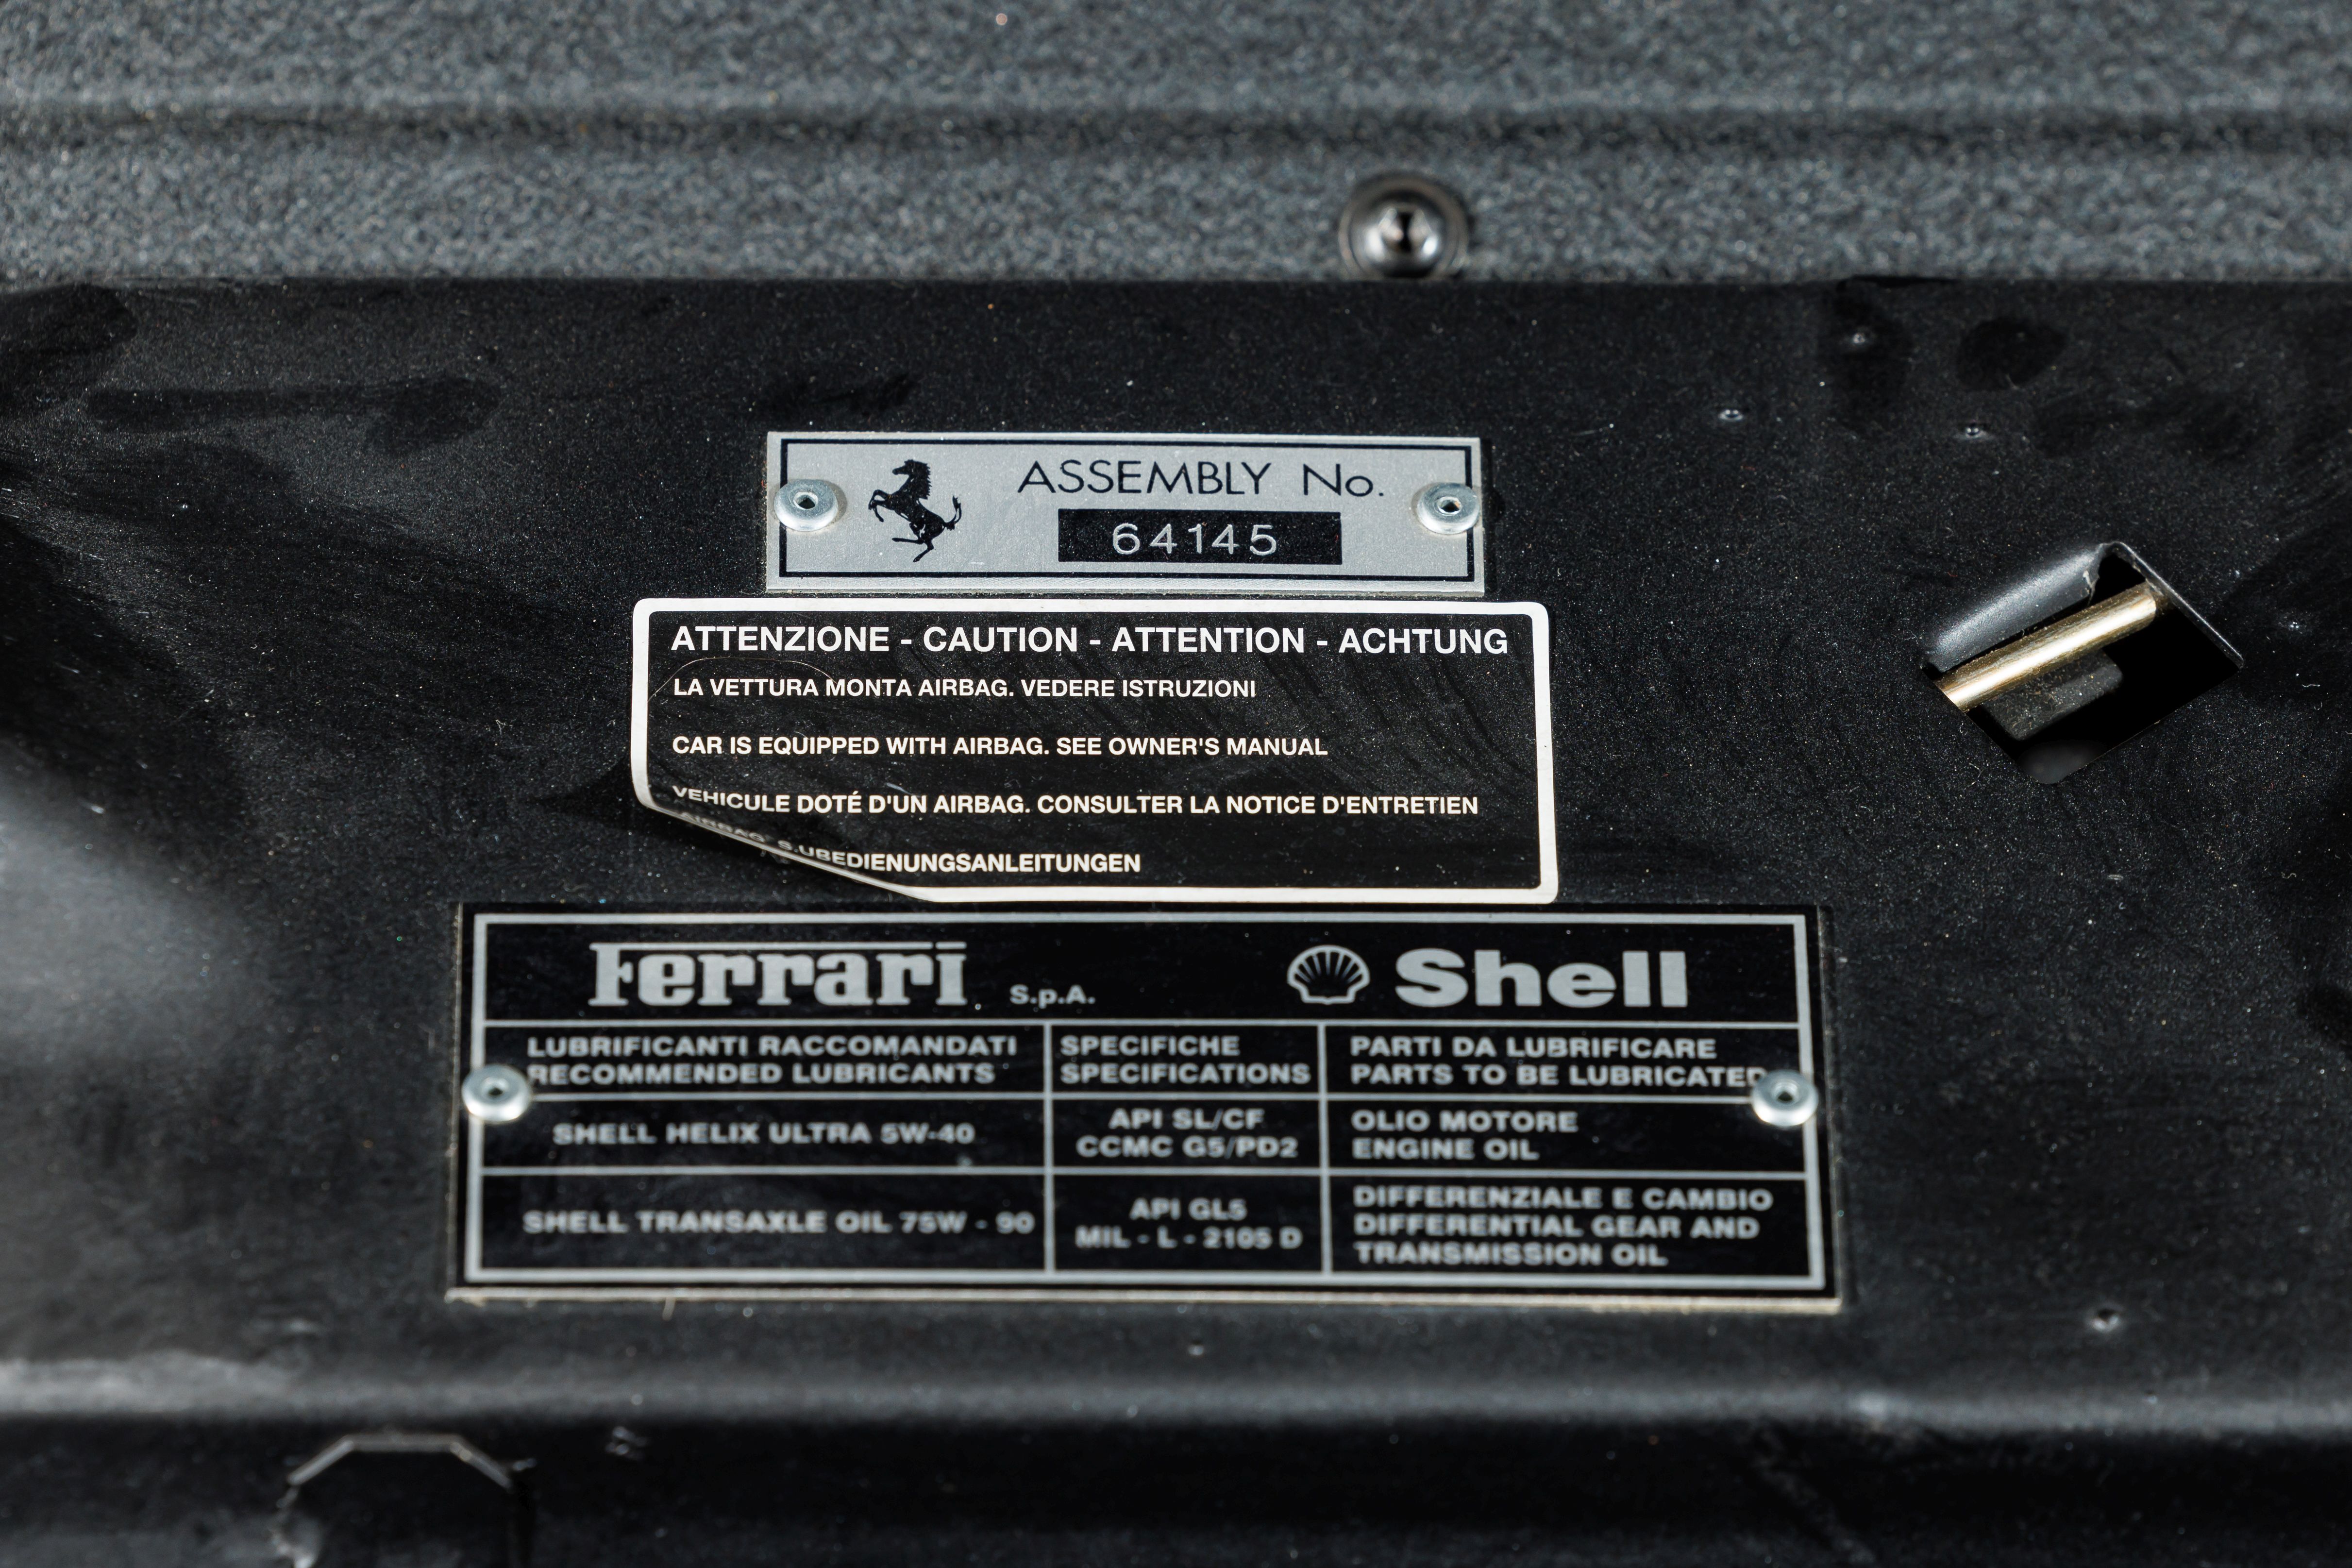 ASSEMBLY No.
64145
ATTENZIONE - CAUTION - ATTENTION - ACHTUNG
LA VETTURA MONTA AIRBAG. VEDERE ISTRUZIONI
CAR IS EQUIPPED WITH AIRBAG. SEE OWNER'S MANUAL
VEHICULE DOTÉ D'UN AIRBAG. CONSULTER LA NOTICE D'ENTRETIEN
AIRBAG S.UBEDIENUNGSANLEITUNGEN
Ferrari S.p.A.
Shell
LUBRIFICANTI RACCOMANDATI
RECOMMENDED LUBRICANTS
SPECIFICHE
SPECIFICATIONS
PARTI DA LUBRIFICARE
PARTS TO BE LUBRICATED
SHELL HELIX ULTRA 5W-40
API SL/CF
CCMC G5/PD2
OLIO MOTORE
ENGINE OIL
SHELL TRANSAXLE OIL 75W - 90
API GL5
MIL - L - 2105 D
DIFFERENZIALE E CAMBIO
DIFFERENTIAL GEAR AND
TRANSMISSION OIL